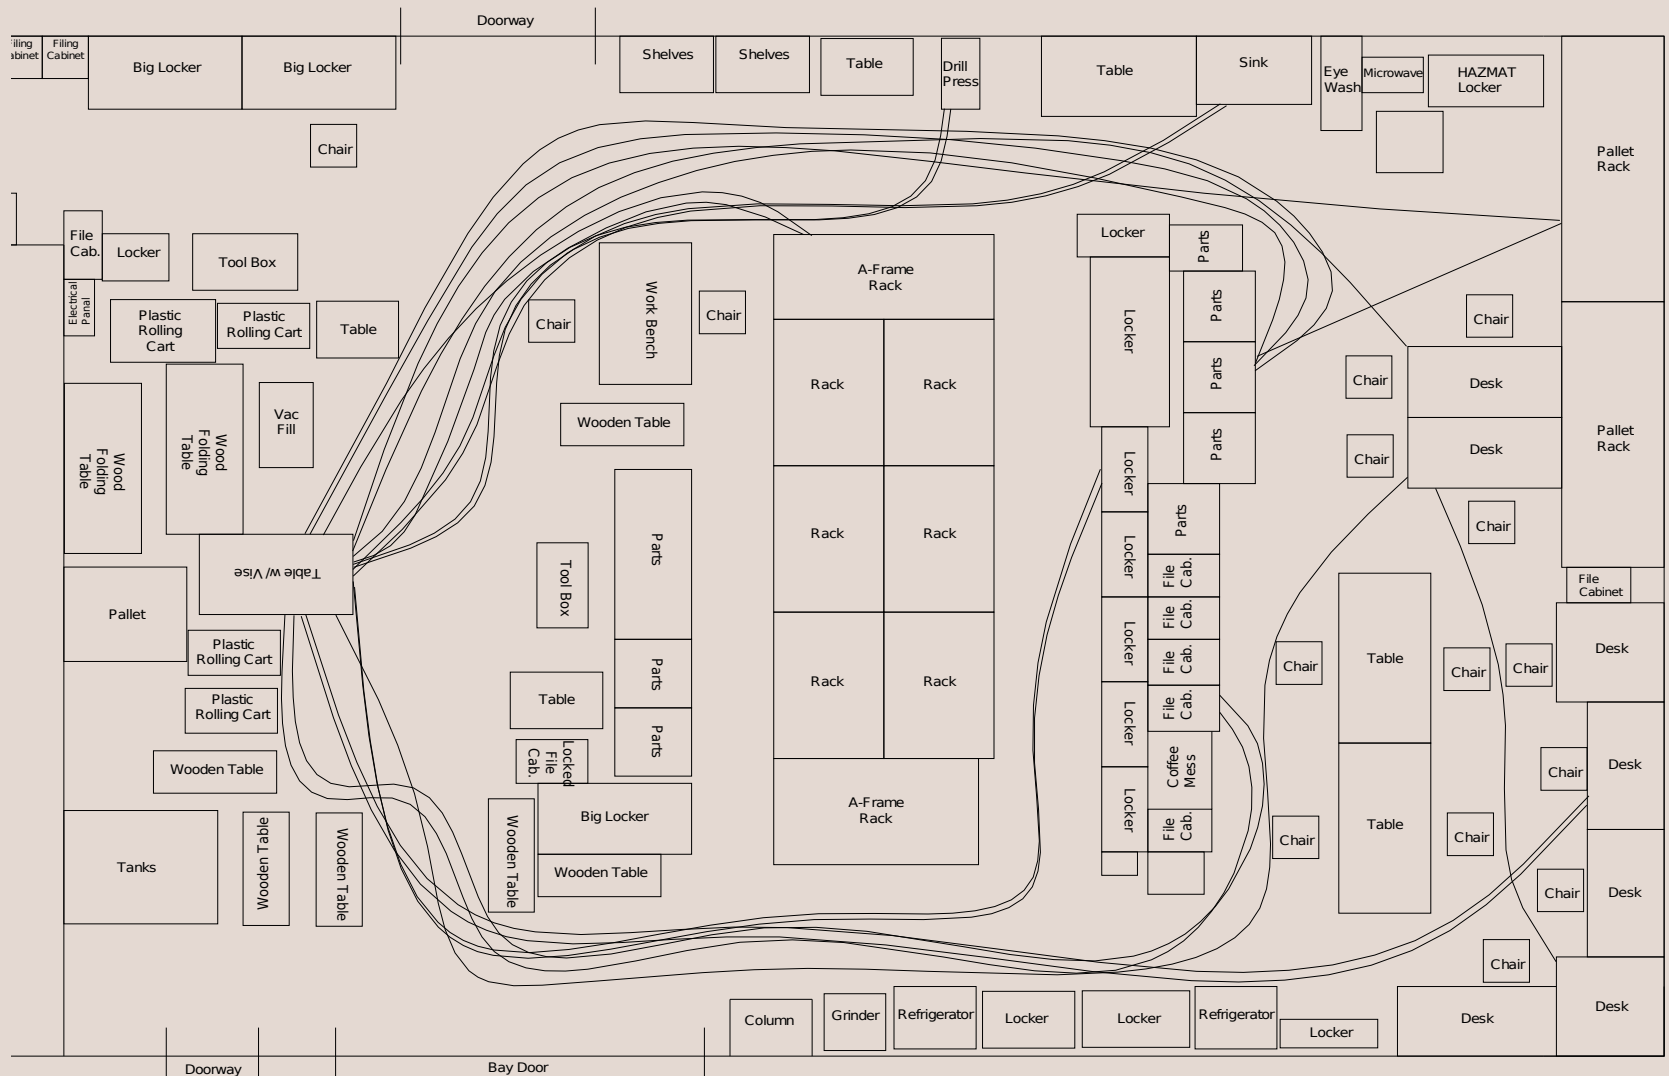 Doorway
Filing
Cabinet
Big Locker
Big Locker
Shelves
Shelves
Table
Drill
Press
Table
Sink
Eye
Wash
Microwave
HAZMAT
Locker
Chair
Pallet
Rack
File
Cab.
Locker
Tool Box
Locker
Parts
A-Frame
Rack
Electrical
Panel
Plastic
Rolling
Cart
Plastic
Rolling Cart
Table
Chair
Work Bench
Chair
Locker
Parts
Chair
Rack
Rack
Parts
Chair
Desk
Wood
Folding
Table
Wood
Folding
Table
Vac
Fill
Wooden Table
Pallet
Rack
Locker
Parts
Chair
Desk
Parts
Rack
Rack
Parts
Chair
Table w/ Vise
Tool Box
Locker
File
Cab.
File
Cabinet
Pallet
File
Cab.
Plastic
Rolling Cart
Parts
Rack
Rack
Locker
File
Cab.
Chair
Table
Chair
Chair
Desk
Plastic
Rolling Cart
Table
File
Cab.
Parts
Locker
Wooden Table
Locked
File
Cab.
Coffee
Mess
Chair
Desk
Tanks
Wooden Table
Wooden Table
Wooden Table
Big Locker
A-Frame
Rack
Locker
File
Cab.
Chair
Table
Chair
Wooden Table
Chair
Desk
Chair
Column
Grinder
Refrigerator
Locker
Locker
Refrigerator
Locker
Desk
Desk
Doorway
Bay Door